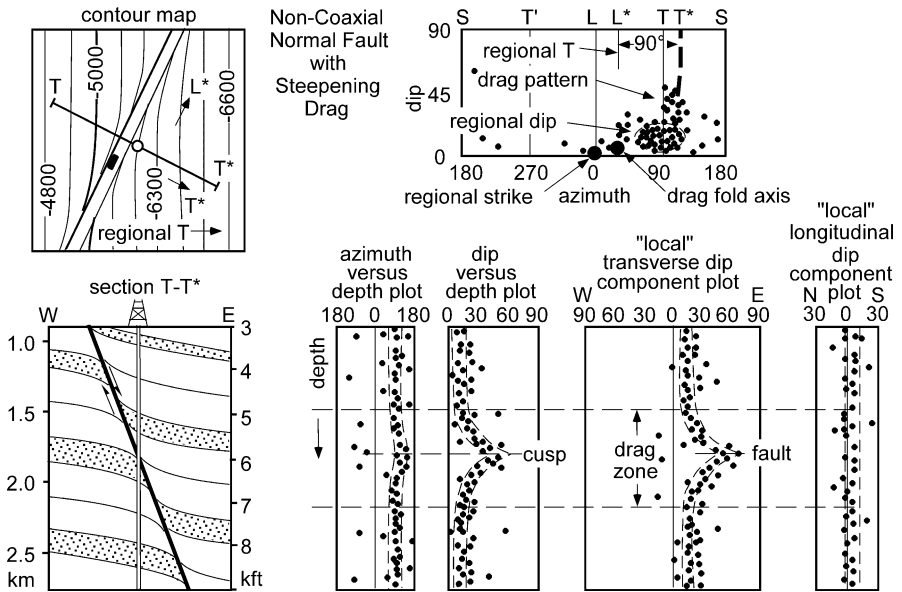 contour map
T
-5000
L*
-6600
-4800
-6300
T*
T*
regional T
Non-Coaxial
Normal Fault
with
Steepening
Drag
S T' L L* T T* S
90
45
0
dip
regional T
90°
drag pattern
regional dip
180 270 0 90 180
regional strike azimuth drag fold axis
section T-T*
W E
1.0
1.5
2.0
2.5
km
3
4
5
6
7
8
kft
azimuth
versus
depth plot
180 0 180
depth
dip
versus
depth plot
0 30 60 90
cusp
"local"
transverse dip
component plot
W E
90 60 30 0 30 60 90
drag
zone
fault
"local"
longitudinal
dip
component
plot
N S
30 0 30